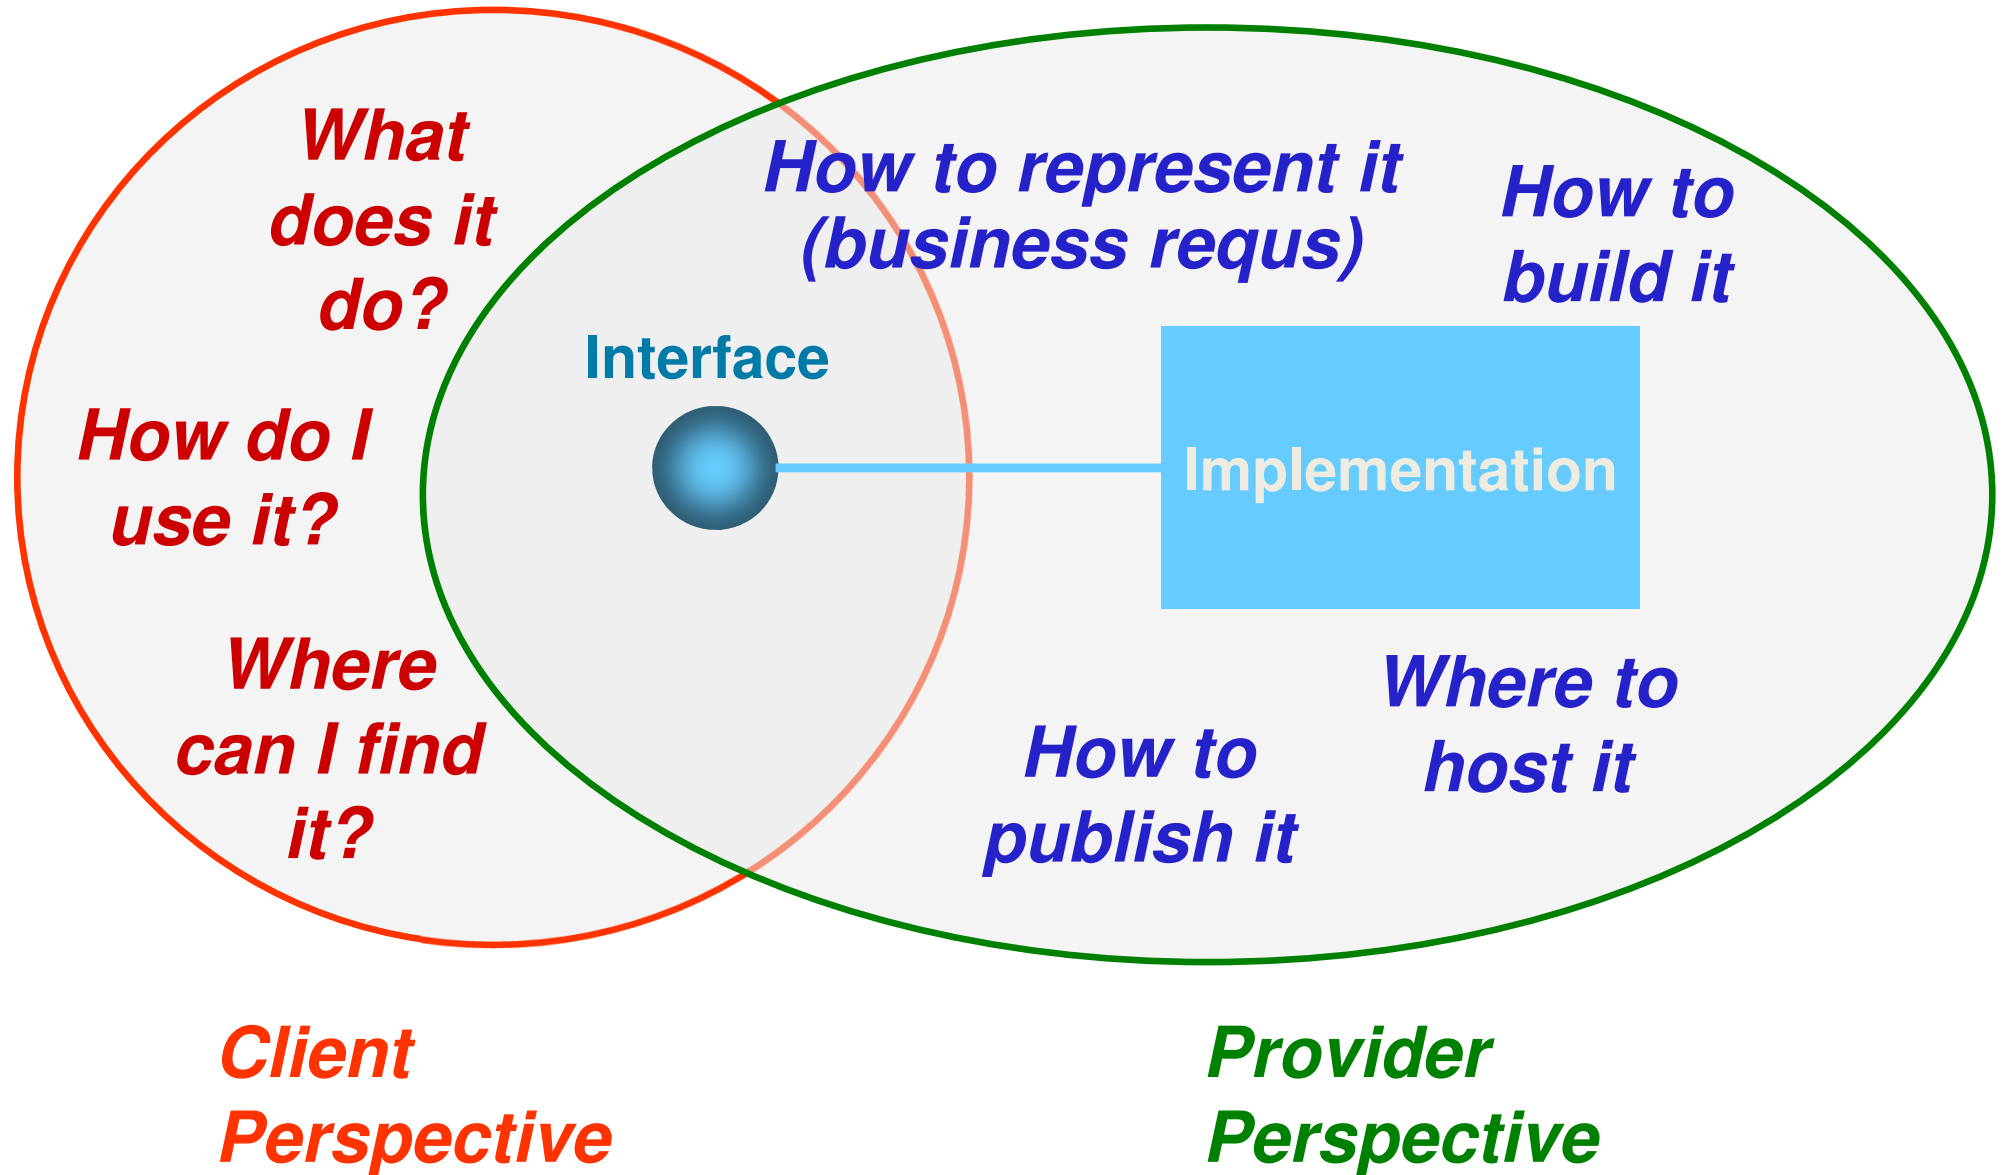 What
does it
do?
How do I
use it?
Where
can I find
it?
Interface
How to represent it
(business requs)
How to
build it
Implementation
Where to
host it
How to
publish it
Client
Perspective
Provider
Perspective